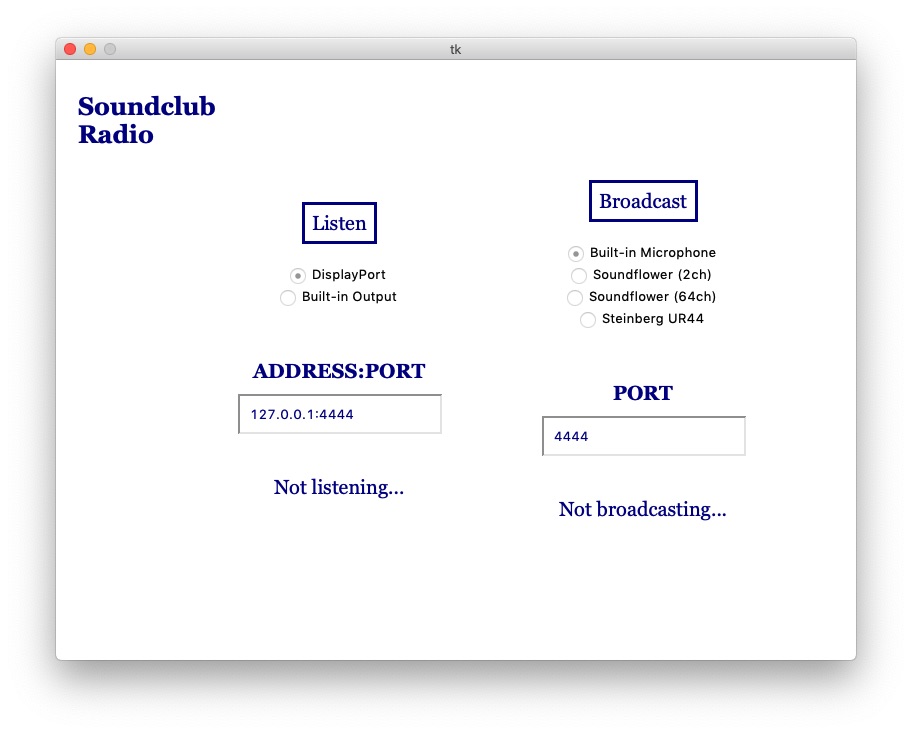 tk
Soundclub
Radio
Listen
DisplayPort
Built-in Output
ADDRESS:PORT
127.0.0.1:4444
Not listening...
Broadcast
Built-in Microphone
Soundflower (2ch)
Soundflower (64ch)
Steinberg UR44
PORT
4444
Not broadcasting...